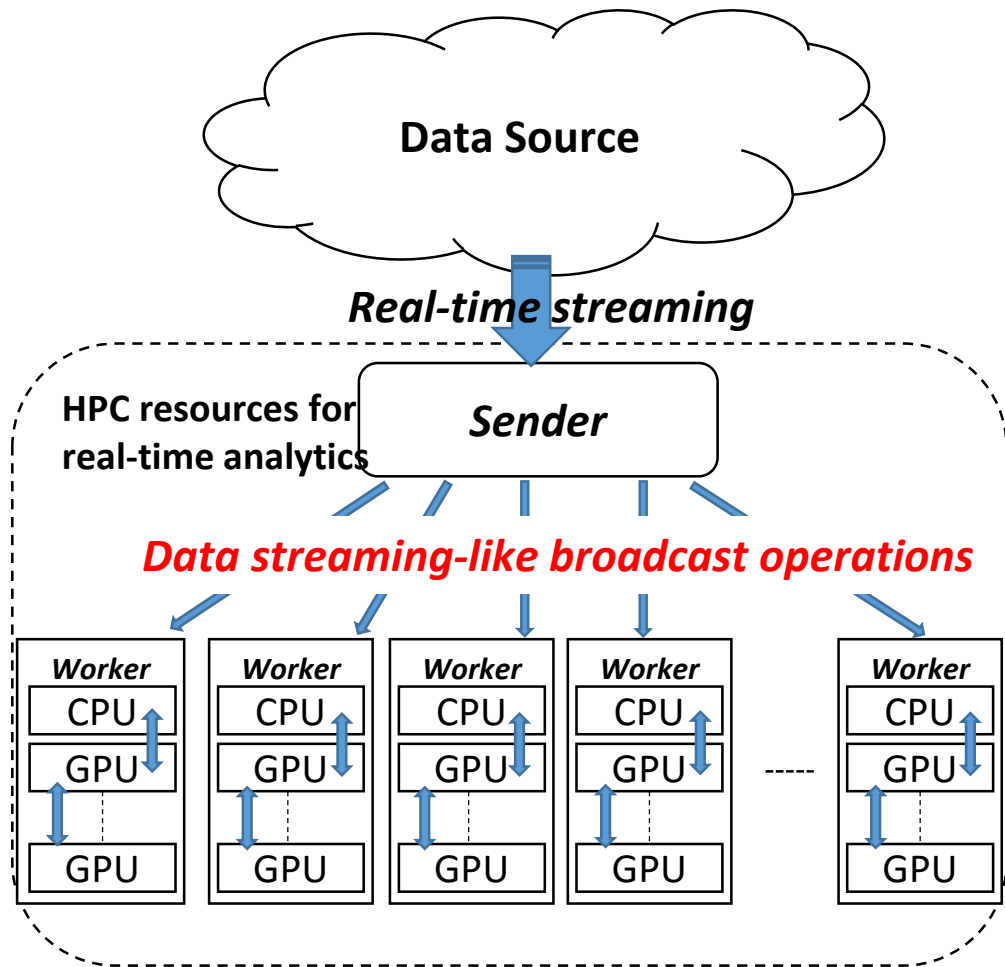 Data Source
Real-time streaming
HPC resources for
real-time analytics
Sender
Data streaming-like broadcast operations
Worker
CPU
GPU
GPU
Worker
CPU
GPU
GPU
Worker
CPU
GPU
GPU
Worker
CPU
GPU
GPU
Worker
CPU
GPU
GPU